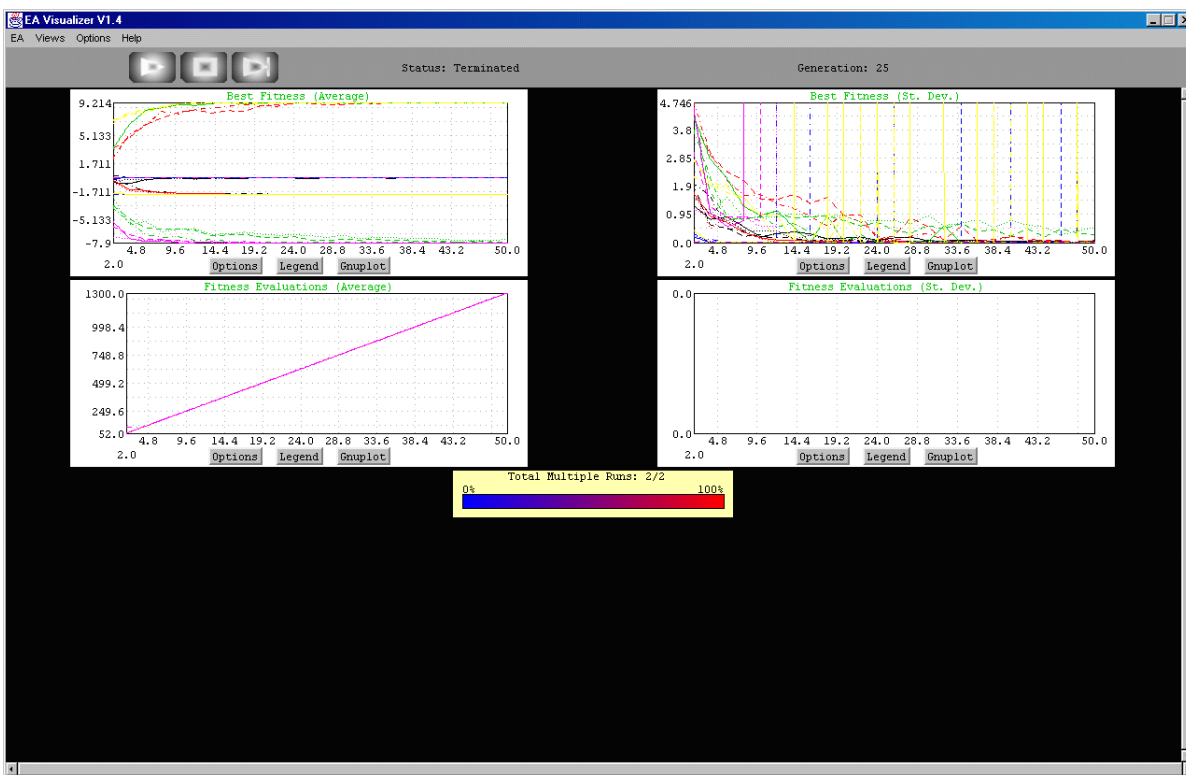 EA Visualizer V1.4
EA Views Options Help
Status: Terminated Generation: 25
Best Fitness (Average)
9.214
5.133
1.711
-1.711
-5.133
-7.9
4.8 9.6 14.4 19.2 24.0 28.8 33.6 38.4 43.2 50.0
2.0
Options Legend Gnuplot
Best Fitness (St. Dev.)
4.746
3.8
2.85
1.9
0.95
0.0
4.8 9.6 14.4 19.2 24.0 28.8 33.6 38.4 43.2 50.0
2.0
Options Legend Gnuplot
Fitness Evaluations (Average)
1300.0
998.4
748.8
499.2
249.6
52.0
4.8 9.6 14.4 19.2 24.0 28.8 33.6 38.4 43.2 50.0
2.0
Options Legend Gnuplot
Fitness Evaluations (St. Dev.)
0.0
0.0
4.8 9.6 14.4 19.2 24.0 28.8 33.6 38.4 43.2 50.0
2.0
Options Legend Gnuplot
Total Multiple Runs: 2/2
0% 100%